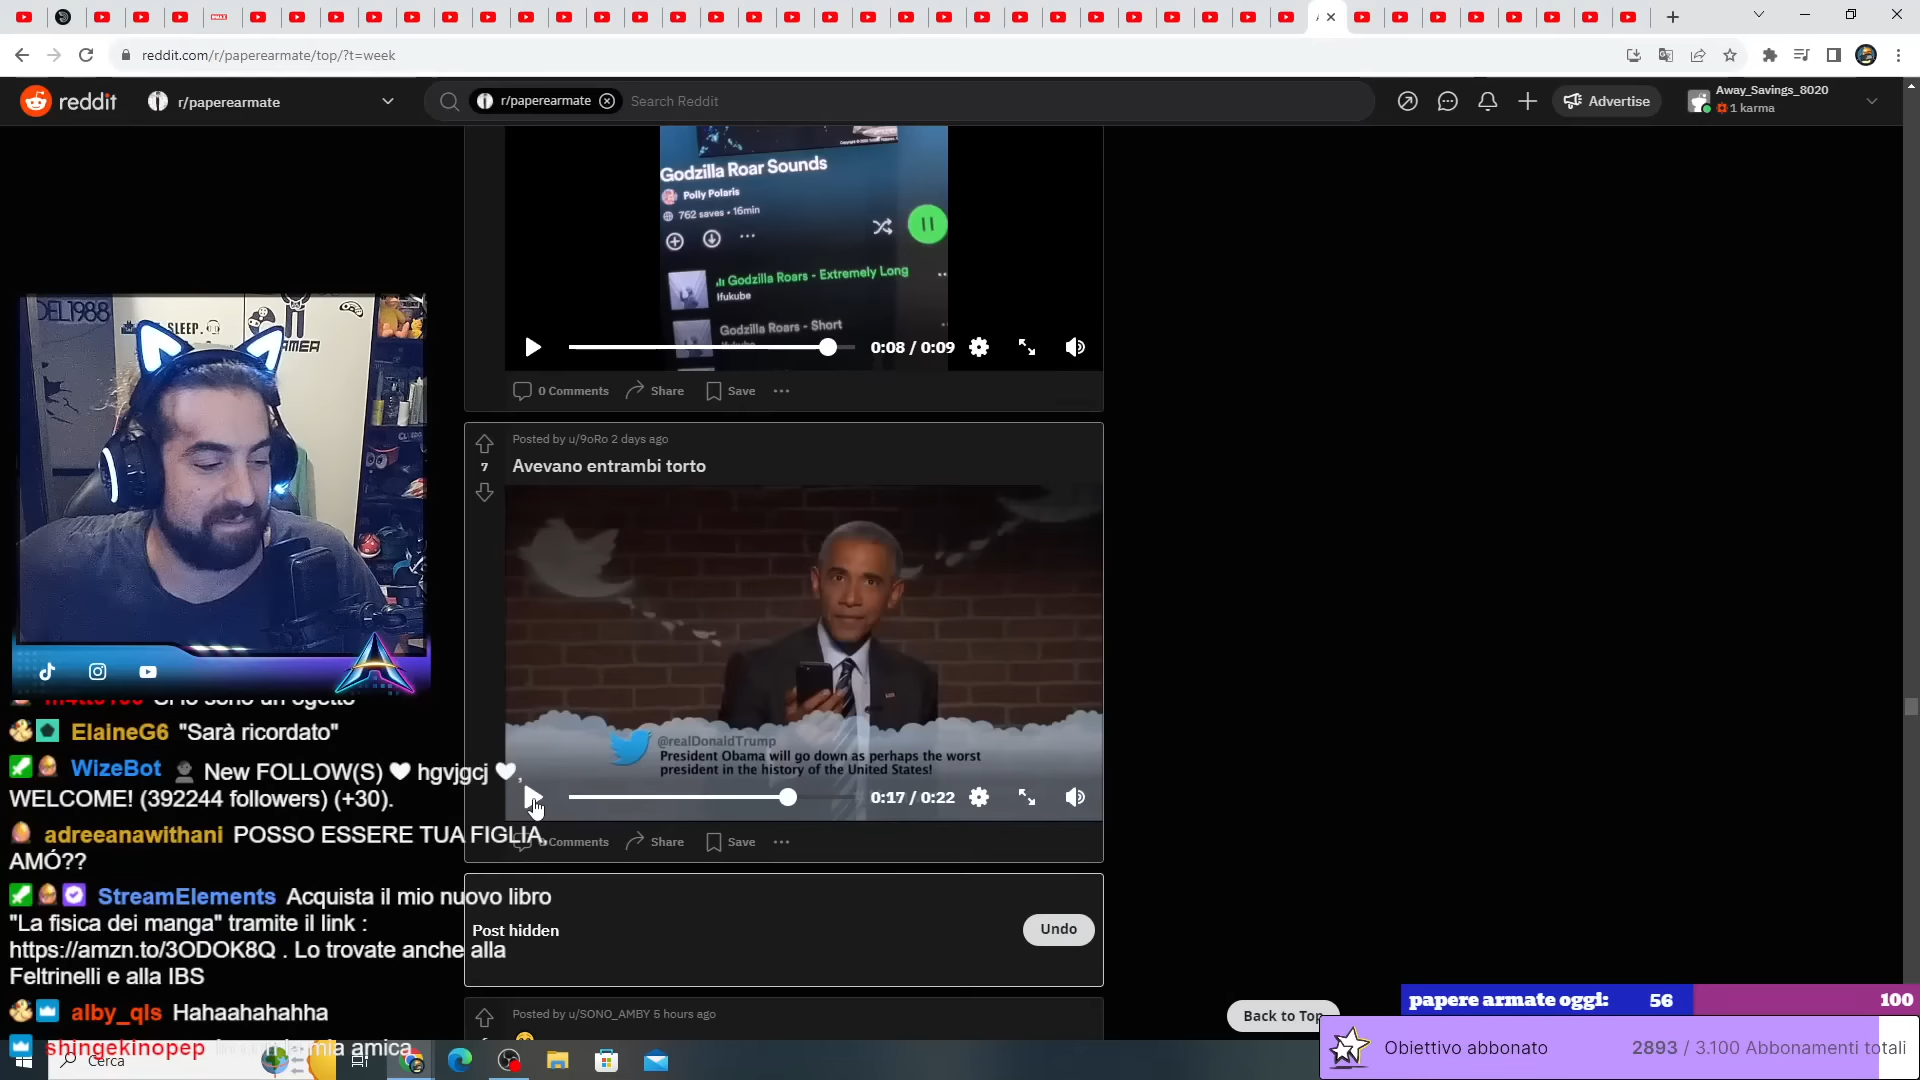 reddit.com/r/paperearmate/top/?t=week
reddit
r/paperearmate
r/paperearmate
Search Reddit
Advertise
Away_Savings_8020
1 karma
Godzilla Roar Sounds
Polly Polaris
762 saves • 16min
Godzilla Roars - Extremely Long
Ifukube
Godzilla Roars - Short
0:08 / 0:09
0 Comments
Share
Save
Posted by u/9oRo 2 days ago
7
Avevano entrambi torto
@realDonaldTrump
President Obama will go down as perhaps the worst
president in the history of the United States!
0:17 / 0:22
Comments
Share
Save
Post hidden
Undo
Posted by u/SONO_AMBY 5 hours ago
Back to Top
DEL1988
SLEEP.
GAMER
ElaineG6 "Sarà ricordato"
WizeBot New FOLLOW(S) hgvjgcj ,
WELCOME! (392244 followers) (+30).
adreeanawithani POSSO ESSERE TUA FIGLIA,
AMÓ??
StreamElements Acquista il mio nuovo libro
"La fisica dei manga" tramite il link :
https://amzn.to/3ODOK8Q . Lo trovate anche alla
Feltrinelli e alla IBS
alby_qls Hahaahahahha
shingekinopep mia amica
Cerca
papere armate oggi: 56
100
Obiettivo abbonato
2893 / 3.100 Abbonamenti totali